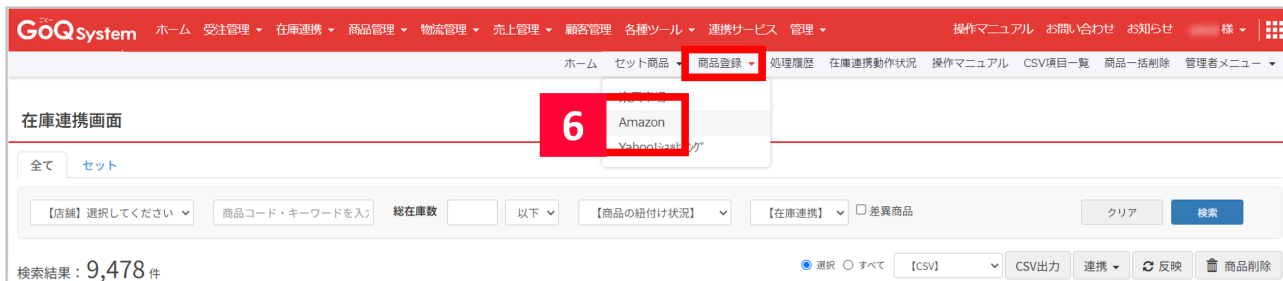 GoQSystem ホーム 受注管理 在庫連携 商品管理 物流管理 売上管理 顧客管理 各種ツール 連携サービス 管理 操作マニュアル お問い合わせ お知らせ 様
ホーム セット商品 商品登録 処理履歴 在庫連携動作状況 操作マニュアル CSV項目一覧 商品一括削除 管理者メニュー
6
Amazon
Yahoo!ショッピング
在庫連携画面
全て セット
【店舗】選択してください 商品コード・キーワードを入力 総在庫数 以下 【商品の紐付け状況】 【在庫連携】 差異商品 クリア 検索
検索結果：9,478 件 選択 すべて 【CSV】 CSV出力 連携 反映 商品削除